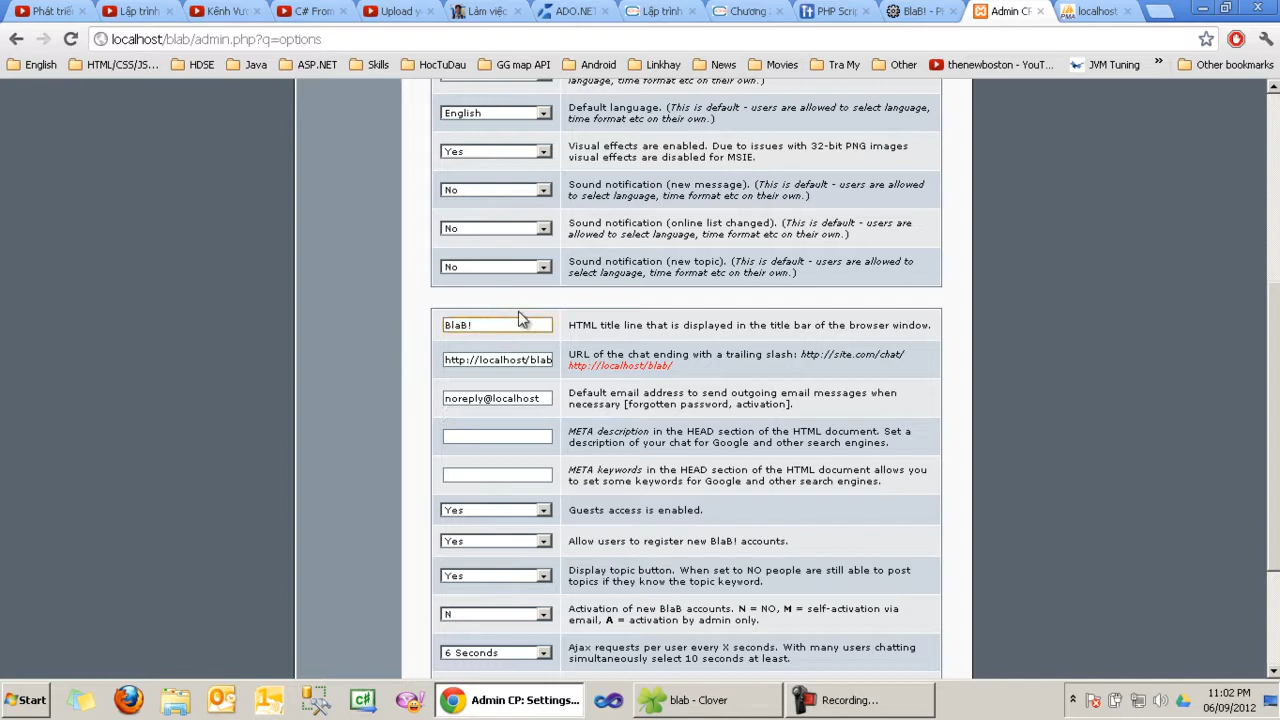 Phát triể
Lập trình
Kênh Vư
C# From
Upload y
Làm việc
ADO.NET
Lập trình
Chương
PHP Scri
BlaB! - Pi
Admin CP
localhost
localhost/blab/admin.php?q=options
English
HTML/CSS/JS...
HDSE
Java
ASP.NET
Skills
HocTuDau
GG map API
Android
Linkhay
News
Movies
Tra My
Other
thenewboston - YouT...
JVM Tuning
»
Other bookmarks
language, time format etc on their own.)
English
Default language. (This is default - users are allowed to select language,
time format etc on their own.)
Yes
Visual effects are enabled. Due to issues with 32-bit PNG images
visual effects are disabled for MSIE.
No
Sound notification (new message). (This is default - users are allowed
to select language, time format etc on their own.)
No
Sound notification (online list changed). (This is default - users are
allowed to select language, time format etc on their own.)
No
Sound notification (new topic). (This is default - users are allowed to
select language, time format etc on their own.)
BlaB!
HTML title line that is displayed in the title bar of the browser window.
http://localhost/blab
URL of the chat ending with a trailing slash: http://site.com/chat/
http://localhost/blab/
noreply@localhost
Default email address to send outgoing email messages when
necessary [forgotten password, activation].
META description in the HEAD section of the HTML document. Set a
description of your chat for Google and other search engines.
META keywords in the HEAD section of the HTML document allows you
to set some keywords for Google and other search engines.
Yes
Guests access is enabled.
Yes
Allow users to register new BlaB! accounts.
Yes
Display topic button. When set to NO people are still able to post
topics if they know the topic keyword.
N
Activation of new BlaB accounts. N = NO, M = self-activation via
email, A = activation by admin only.
6 Seconds
Ajax requests per user every X seconds. With many users chatting
simultaneously select 10 seconds at least.
Start
Admin CP: Settings...
blab - Clover
Recording...
11:02 PM
06/09/2012